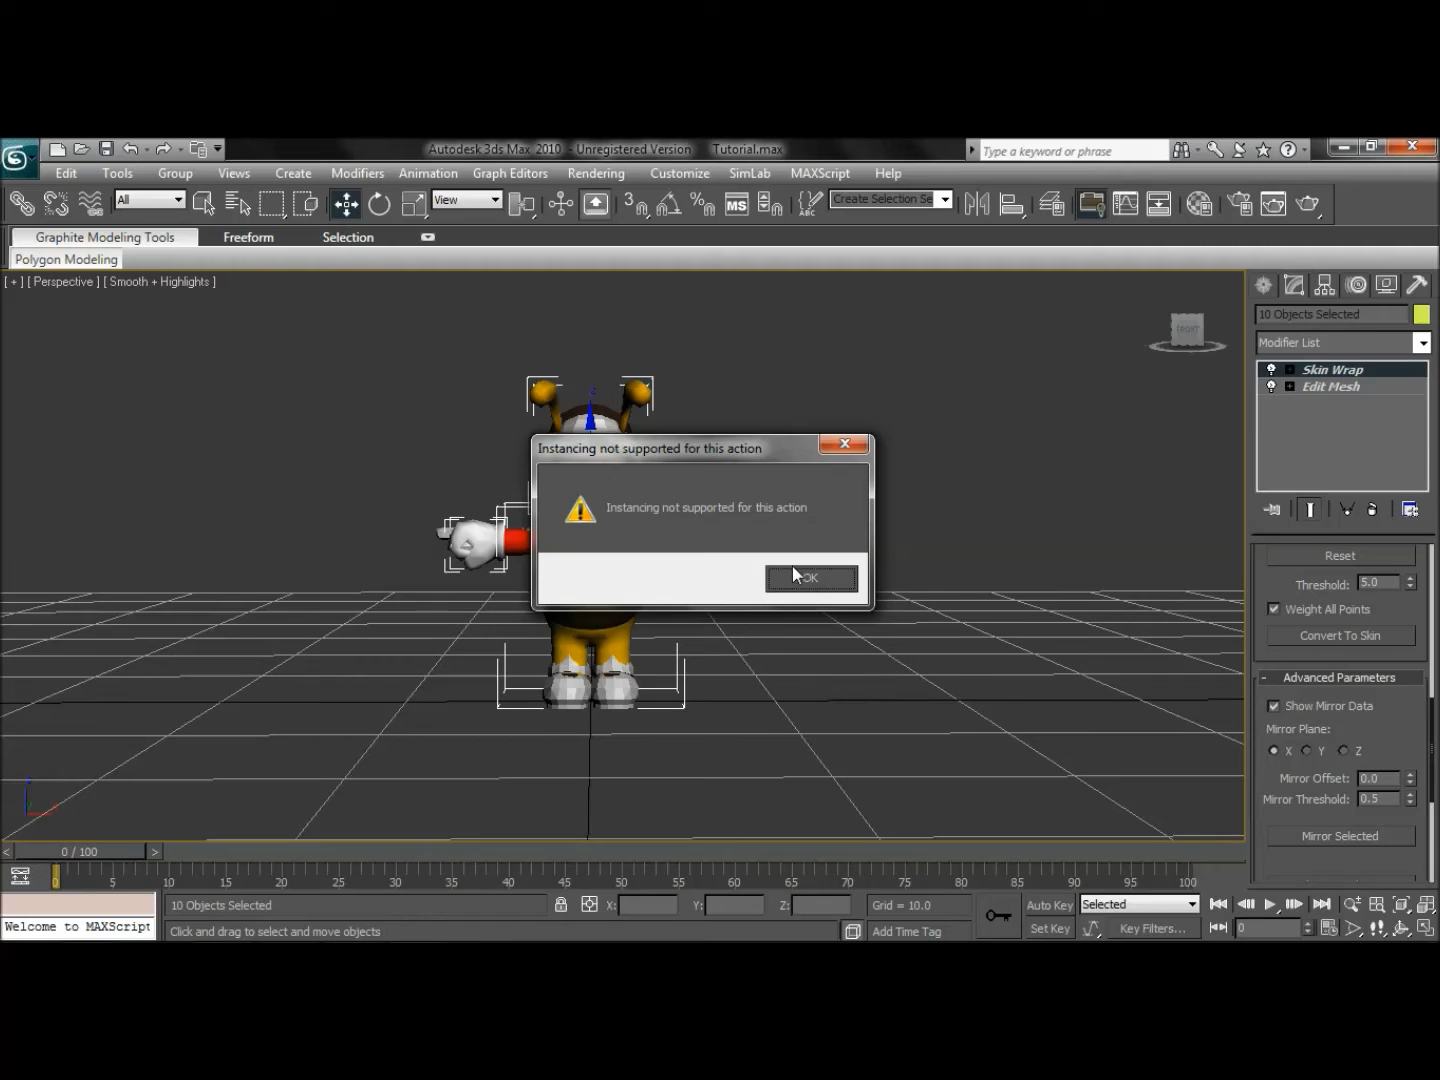 Autodesk 3ds Max 2010 - Unregistered Version Tutorial.max
Type a keyword or phrase
Edit Tools Group Views Create Modifiers Animation Graph Editors Rendering Customize SimLab MAXScript Help
All View 3 % MS ABC Create Selection Se
Graphite Modeling Tools Freeform Selection
Polygon Modeling
[ + ] [ Perspective ] [ Smooth + Highlights ]
FRONT
10 Objects Selected
Modifier List
Skin Wrap
Edit Mesh
z
Instancing not supported for this action
Instancing not supported for this action
OK
Reset
Threshold: 5.0
Weight All Points
Convert To Skin
- Advanced Parameters
Show Mirror Data
Mirror Plane:
X Y Z
Mirror Offset: 0.0
Mirror Threshold: 0.5
Mirror Selected
< 0 / 100 >
0 5 10 15 20 25 30 35 40 45 50 55 60 65 70 75 80 85 90 95 100
10 Objects Selected X: Y: Z: Grid = 10.0 Auto Key Selected
Welcome to MAXScript
Click and drag to select and move objects Add Time Tag Set Key Key Filters... 0